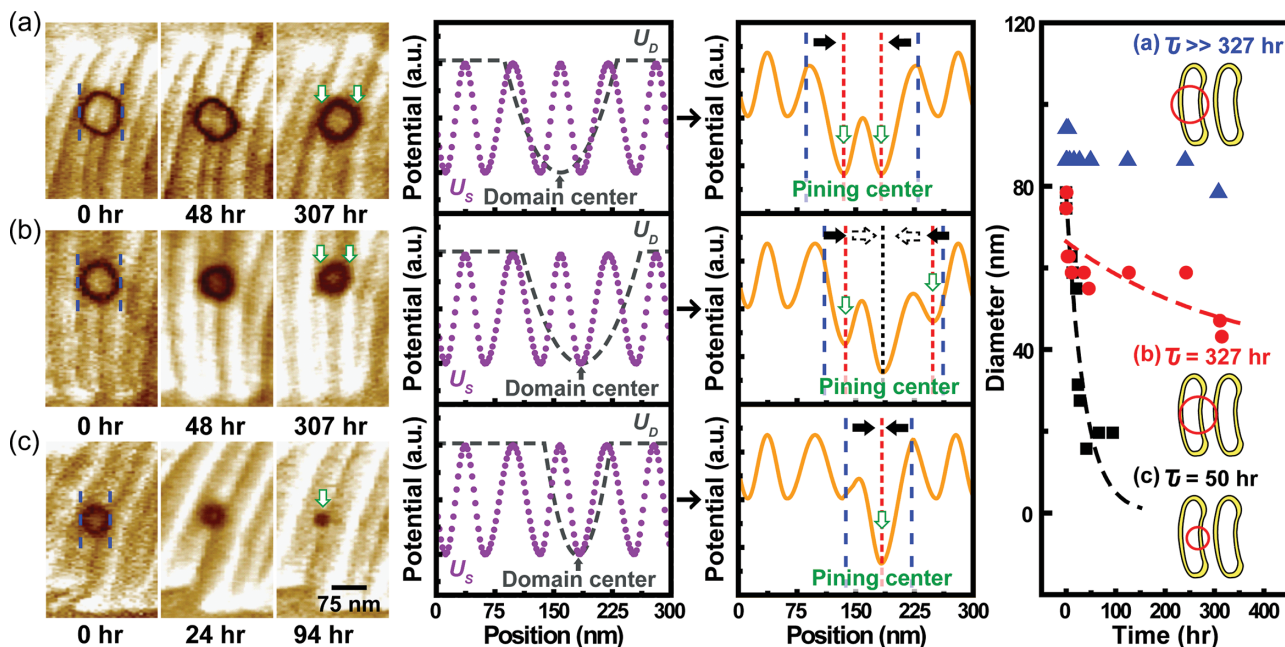 (a)
0 hr 48 hr 307 hr
(b)
0 hr 48 hr 307 hr
(c)
75 nm
0 hr 24 hr 94 hr
Potential (a.u.)
U_D
U_S
Domain center
Potential (a.u.)
U_D
U_S
Domain center
Potential (a.u.)
U_D
U_S
Domain center
0 75 150 225 300
Position (nm)
Potential (a.u.)
Pining center
Potential (a.u.)
Pining center
Potential (a.u.)
Pining center
0 75 150 225 300
Position (nm)
Diameter (nm)
120
80
40
0
(a) τ >> 327 hr
(b) τ = 327 hr
(c) τ = 50 hr
0 100 200 300 400
Time (hr)